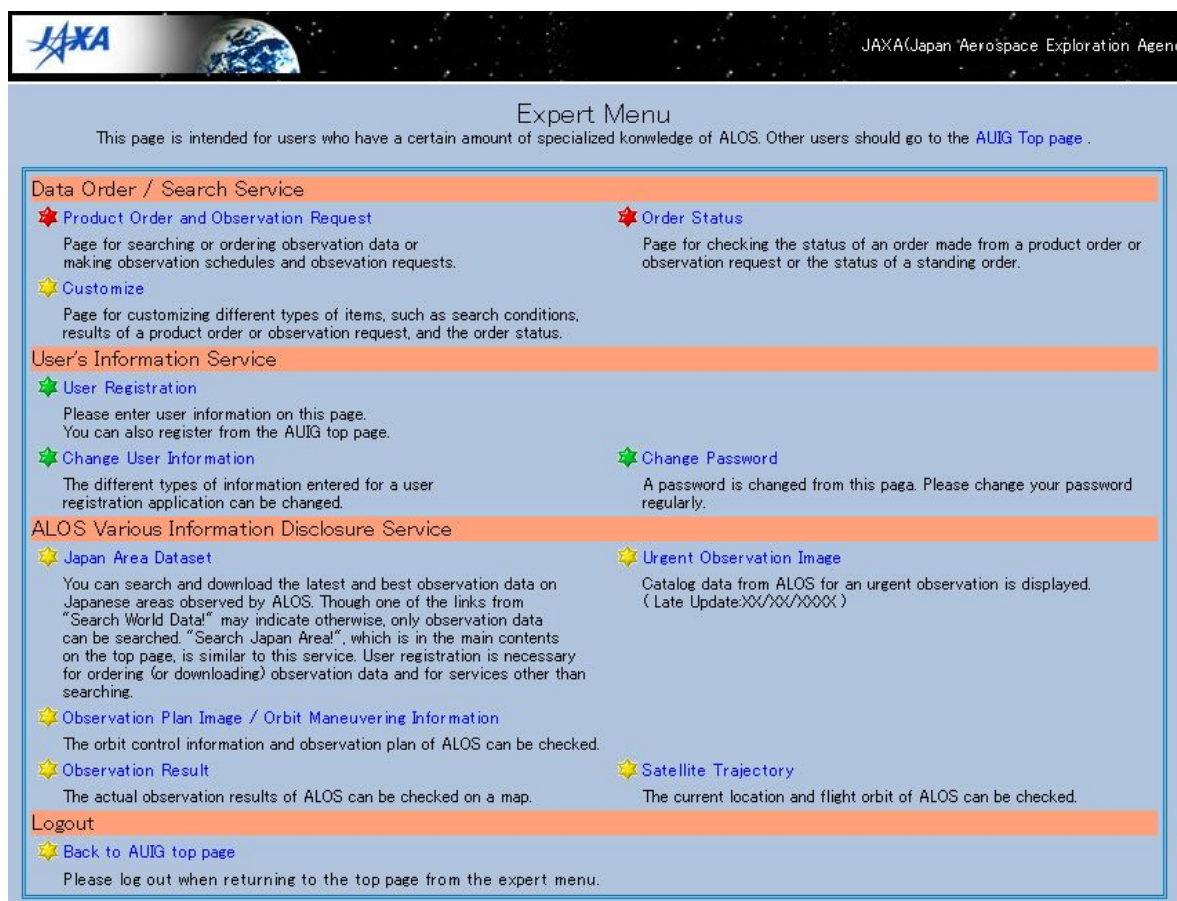 JAXA
JAXA(Japan Aerospace Exploration Agen
Expert Menu
This page is intended for users who have a certain amount of specialized konwledge of ALOS. Other users should go to the AUIG Top page .
Data Order / Search Service
Product Order and Observation Request
Page for searching or ordering observation data or
making observation schedules and obsevation requests.
Order Status
Page for checking the status of an order made from a product order or
observation request or the status of a standing order.
Customize
Page for customizing different types of items, such as search conditions,
results of a product order or observation request, and the order status.
User's Information Service
User Registration
Please enter user information on this page.
You can also register from the AUIG top page.
Change User Information
The different types of information entered for a user
registration application can be changed.
Change Password
A password is changed from this paga. Please change your password
regularly.
ALOS Various Information Disclosure Service
Japan Area Dataset
You can search and download the latest and best observation data on
Japanese areas observed by ALOS. Though one of the links from
"Search World Data!" may indicate otherwise, only observation data
can be searched. "Search Japan Area!", which is in the main contents
on the top page, is similar to this service. User registration is necessary
for ordering (or downloading) observation data and for services other than
searching.
Urgent Observation Image
Catalog data from ALOS for an urgent observation is displayed.
( Late Update:XX/XX/XXXX )
Observation Plan Image / Orbit Maneuvering Information
The orbit control information and observation plan of ALOS can be checked.
Observation Result
The actual observation results of ALOS can be checked on a map.
Satellite Trajectory
The current location and flight orbit of ALOS can be checked.
Logout
Back to AUIG top page
Please log out when returning to the top page from the expert menu.